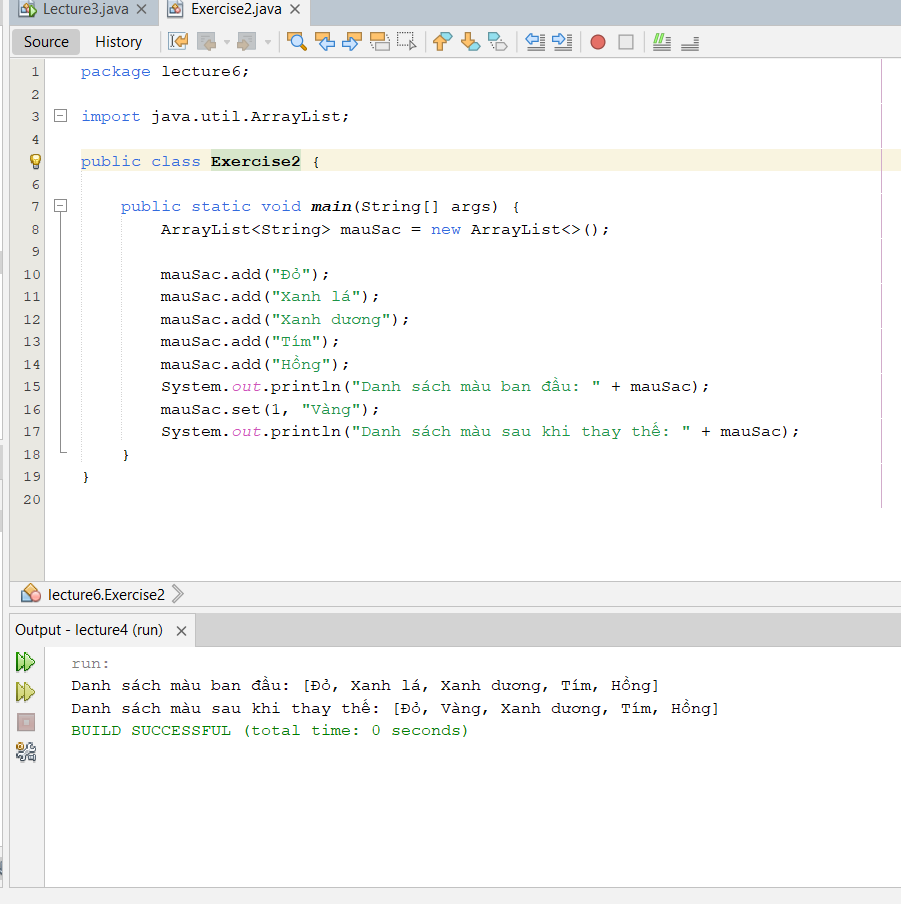 Lecture3.java
Exercise2.java
Source
History
1 package lecture6;
2
3 import java.util.ArrayList;
4
public class Exercise2 {
6
7     public static void main(String[] args) {
8         ArrayList<String> mauSac = new ArrayList<>();
9
10         mauSac.add("Đỏ");
11         mauSac.add("Xanh lá");
12         mauSac.add("Xanh dương");
13         mauSac.add("Tím");
14         mauSac.add("Hồng");
15         System.out.println("Danh sách màu ban đầu: " + mauSac);
16         mauSac.set(1, "Vàng");
17         System.out.println("Danh sách màu sau khi thay thế: " + mauSac);
18     }
19 }
20
lecture6.Exercise2
Output - lecture4 (run)
run:
Danh sách màu ban đầu: [Đỏ, Xanh lá, Xanh dương, Tím, Hồng]
Danh sách màu sau khi thay thế: [Đỏ, Vàng, Xanh dương, Tím, Hồng]
BUILD SUCCESSFUL (total time: 0 seconds)